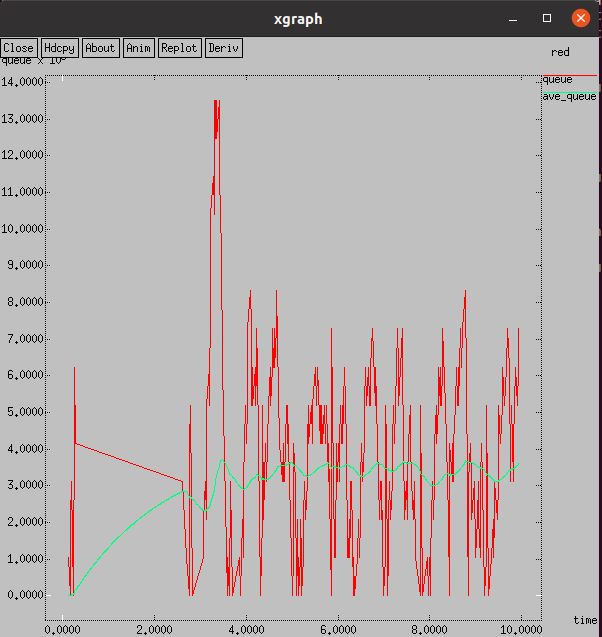 xgraph
Close Hdcpy About Anim Replot Deriv
red
queue x 10
queue
ave_queue
14.0000
13.0000
12.0000
11.0000
10.0000
9.0000
8.0000
7.0000
6.0000
5.0000
4.0000
3.0000
2.0000
1.0000
0.0000
time
0.0000 2.0000 4.0000 6.0000 8.0000 10.0000